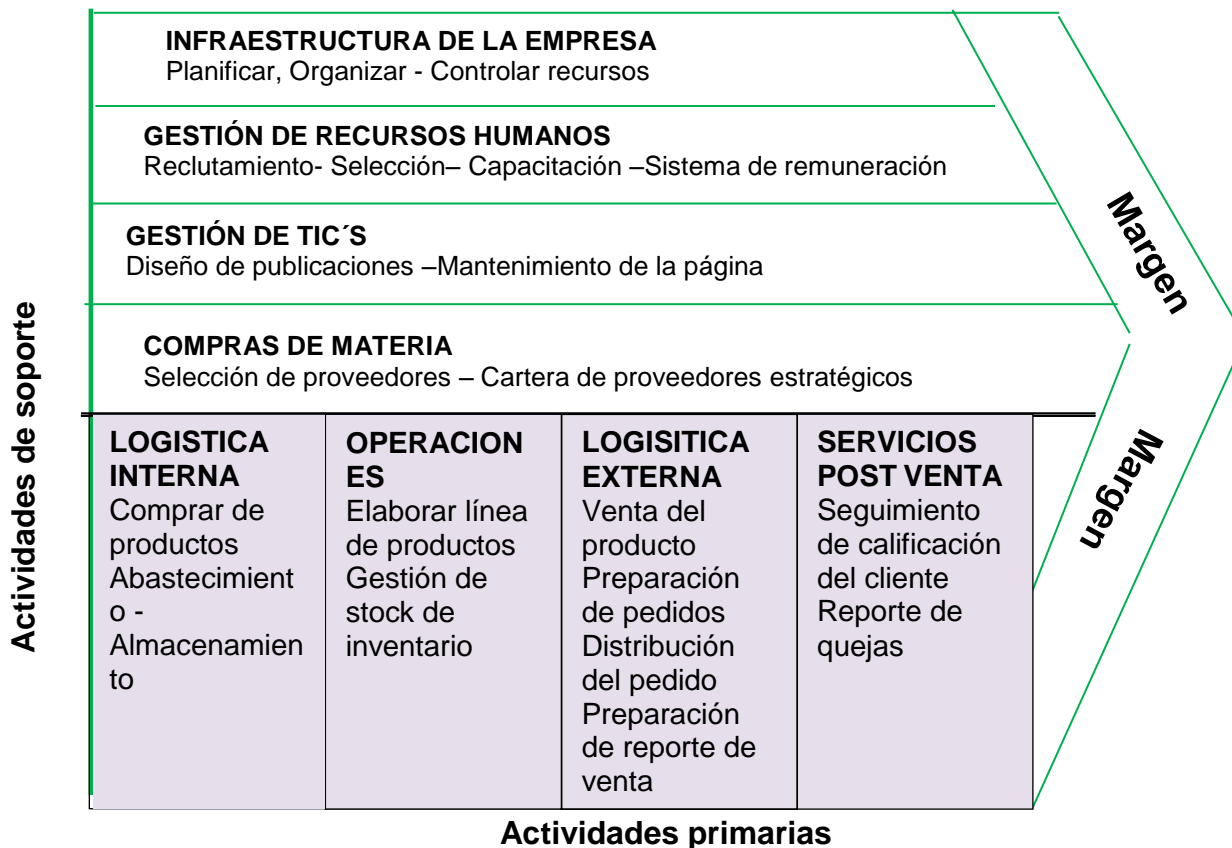 INFRAESTRUCTURA DE LA EMPRESA
Planificar, Organizar - Controlar recursos
GESTIÓN DE RECURSOS HUMANOS
Reclutamiento- Selección– Capacitación –Sistema de remuneración
GESTIÓN DE TIC´S
Diseño de publicaciones –Mantenimiento de la página
COMPRAS DE MATERIA
Selección de proveedores – Cartera de proveedores estratégicos
Margen
Margen
Actividades de soporte
LOGISTICA
INTERNA
Comprar de
productos
Abastecimient
o -
Almacenamien
to
OPERACION
ES
Elaborar línea
de productos
Gestión de
stock de
inventario
LOGISITICA
EXTERNA
Venta del
producto
Preparación
de pedidos
Distribución
del pedido
Preparación
de reporte de
venta
SERVICIOS
POST VENTA
Seguimiento
de calificación
del cliente
Reporte de
quejas
Actividades primarias